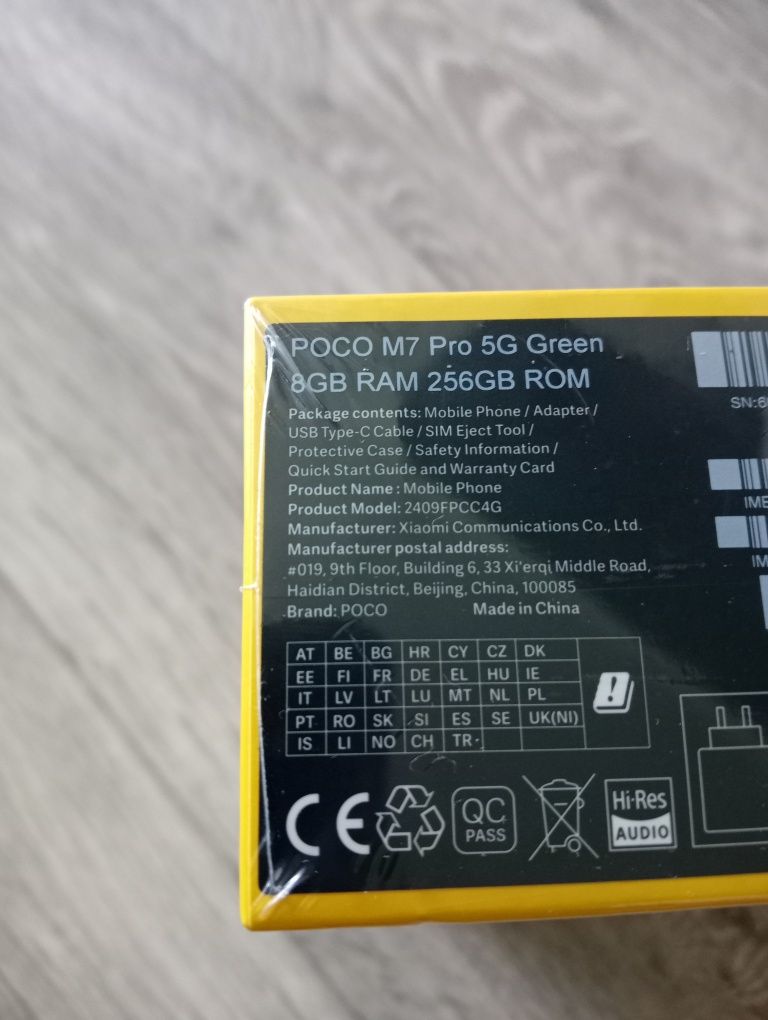 POCO M7 Pro 5G Green
8GB RAM 256GB ROM
Package contents: Mobile Phone / Adapter /
USB Type-C Cable / SIM Eject Tool /
Protective Case / Safety Information /
Quick Start Guide and Warranty Card
Product Name : Mobile Phone
Product Model: 2409FPCC4G
Manufacturer: Xiaomi Communications Co., Ltd.
Manufacturer postal address:
#019, 9th Floor, Building 6, 33 Xi'erqi Middle Road,
Haidian District, Beijing, China, 100085
Brand: POCO Made in China
AT BE BG HR CY CZ DK
EE FI FR DE EL HU IE
IT LV LT LU MT NL PL
PT RO SK SI ES SE UK(NI)
IS LI NO CH TR
CE
QC
PASS
Hi-Res
AUDIO
SN: